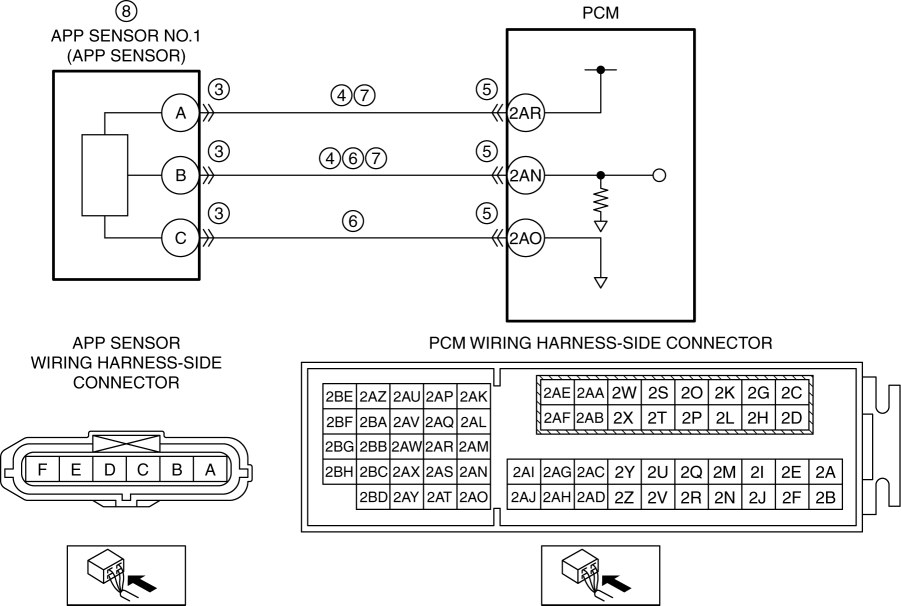 ⑧
PCM
APP SENSOR NO.1
(APP SENSOR)
A ③ ④⑦ ⑤ 2AR
B ③ ④⑥⑦ ⑤ 2AN
C ③ ⑥ ⑤ 2AO
APP SENSOR
WIRING HARNESS-SIDE
CONNECTOR
F E D C B A
PCM WIRING HARNESS-SIDE CONNECTOR
2BE 2AZ 2AU 2AP 2AK
2BF 2BA 2AV 2AQ 2AL
2BG 2BB 2AW 2AR 2AM
2BH 2BC 2AX 2AS 2AN
2BD 2AY 2AT 2AO
2AE 2AA 2W 2S 2O 2K 2G 2C
2AF 2AB 2X 2T 2P 2L 2H 2D
2AI 2AG 2AC 2Y 2U 2Q 2M 2I 2E 2A
2AJ 2AH 2AD 2Z 2V 2R 2N 2J 2F 2B